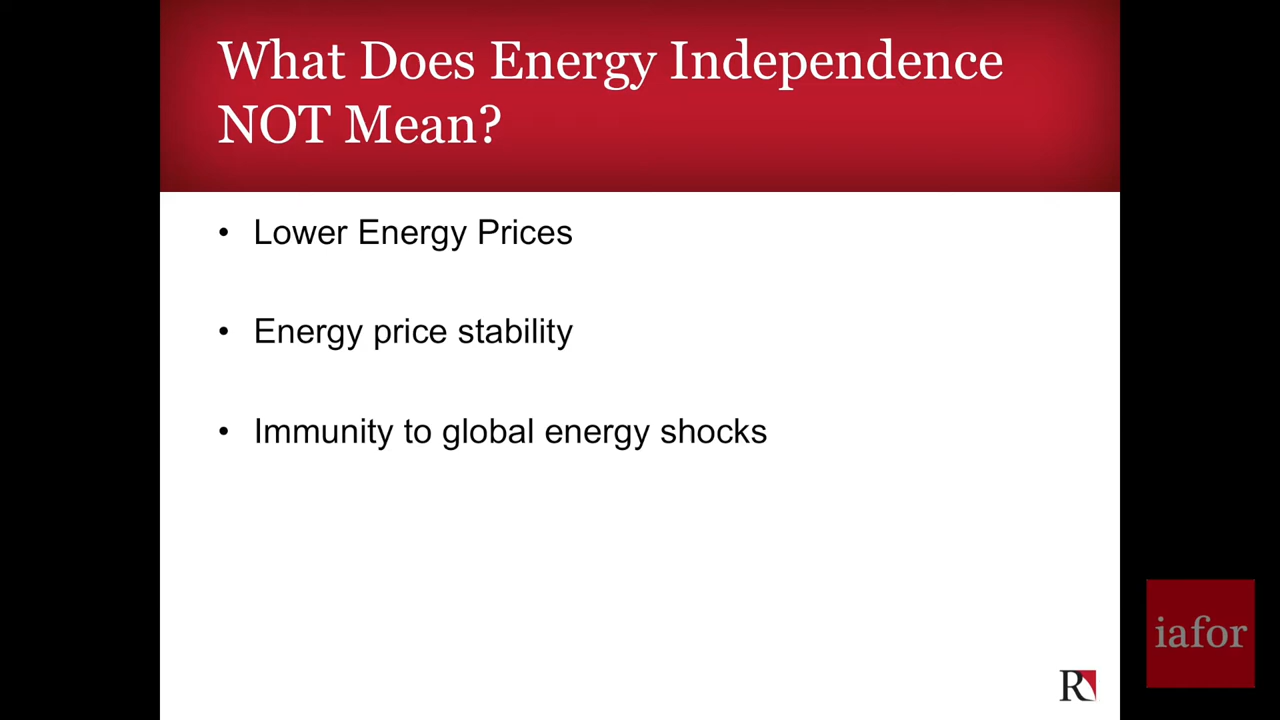 What Does Energy Independence
NOT Mean?
• Lower Energy Prices
• Energy price stability
• Immunity to global energy shocks
R
iafor